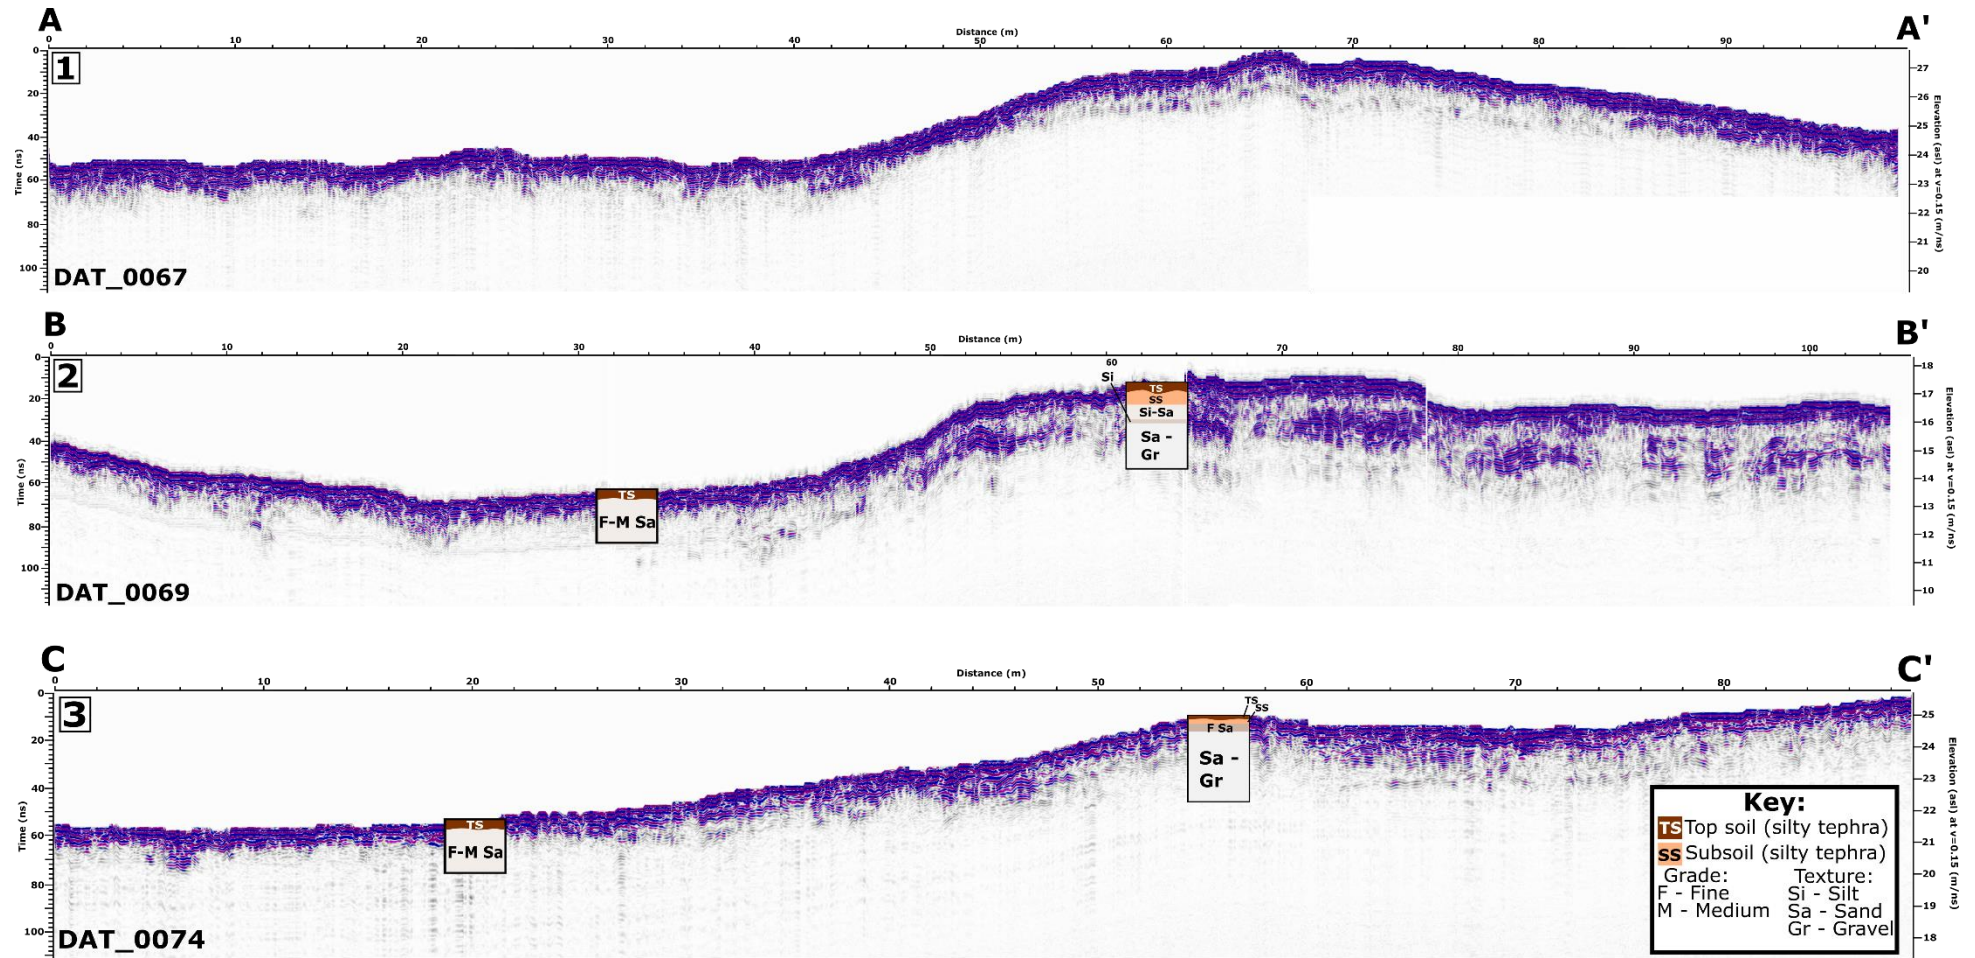 A A'
Distance (m)
0 10 20 30 40 50 60 70 80 90
1
Time (ns)
0
20
40
60
80
100
27
26
25
24
23
22
21
20
Elevation (asl) at v=0.15 (m/ns)
DAT_0067
B B'
Distance (m)
0 10 20 30 40 50 60 70 80 90 100
2
Time (ns)
0
20
40
60
80
100
Si
TS
SS
Si-Sa
Sa -
Gr
TS
F-M Sa
18
17
16
15
14
13
12
11
10
Elevation (asl) at v=0.15 (m/ns)
DAT_0069
C C'
Distance (m)
0 10 20 30 40 50 60 70 80
3
Time (ns)
0
20
40
60
80
100
TS
SS
F Sa
Sa -
Gr
TS
F-M Sa
25
24
23
22
21
20
19
18
Elevation (asl) at v=0.15 (m/ns)
DAT_0074
Key:
TS Top soil (silty tephra)
SS Subsoil (silty tephra)
Grade: Texture:
F - Fine Si - Silt
M - Medium Sa - Sand
Gr - Gravel